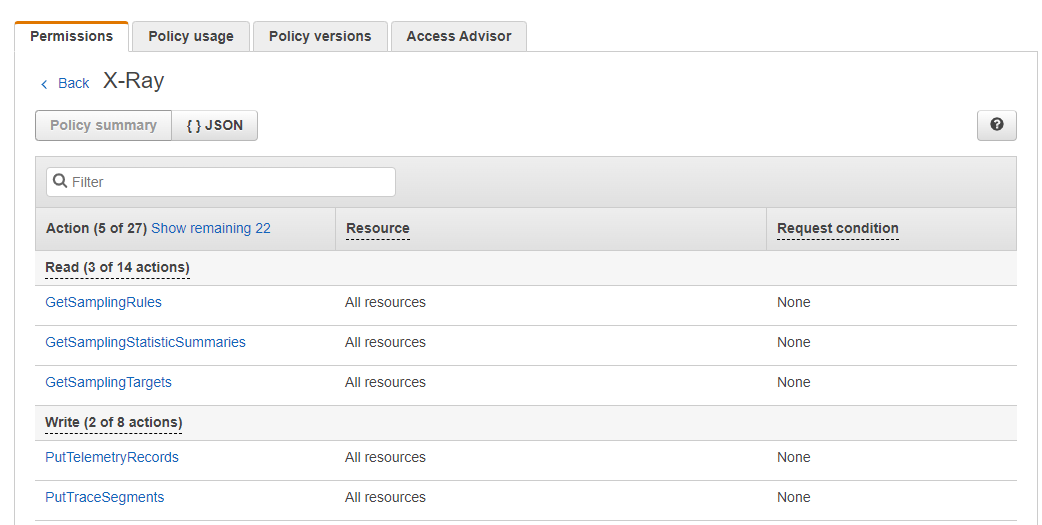 Permissions Policy usage Policy versions Access Advisor
‹ Back X-Ray
Policy summary { } JSON ?
Filter
Action (5 of 27) Show remaining 22 Resource Request condition
Read (3 of 14 actions)
GetSamplingRules All resources None
GetSamplingStatisticSummaries All resources None
GetSamplingTargets All resources None
Write (2 of 8 actions)
PutTelemetryRecords All resources None
PutTraceSegments All resources None